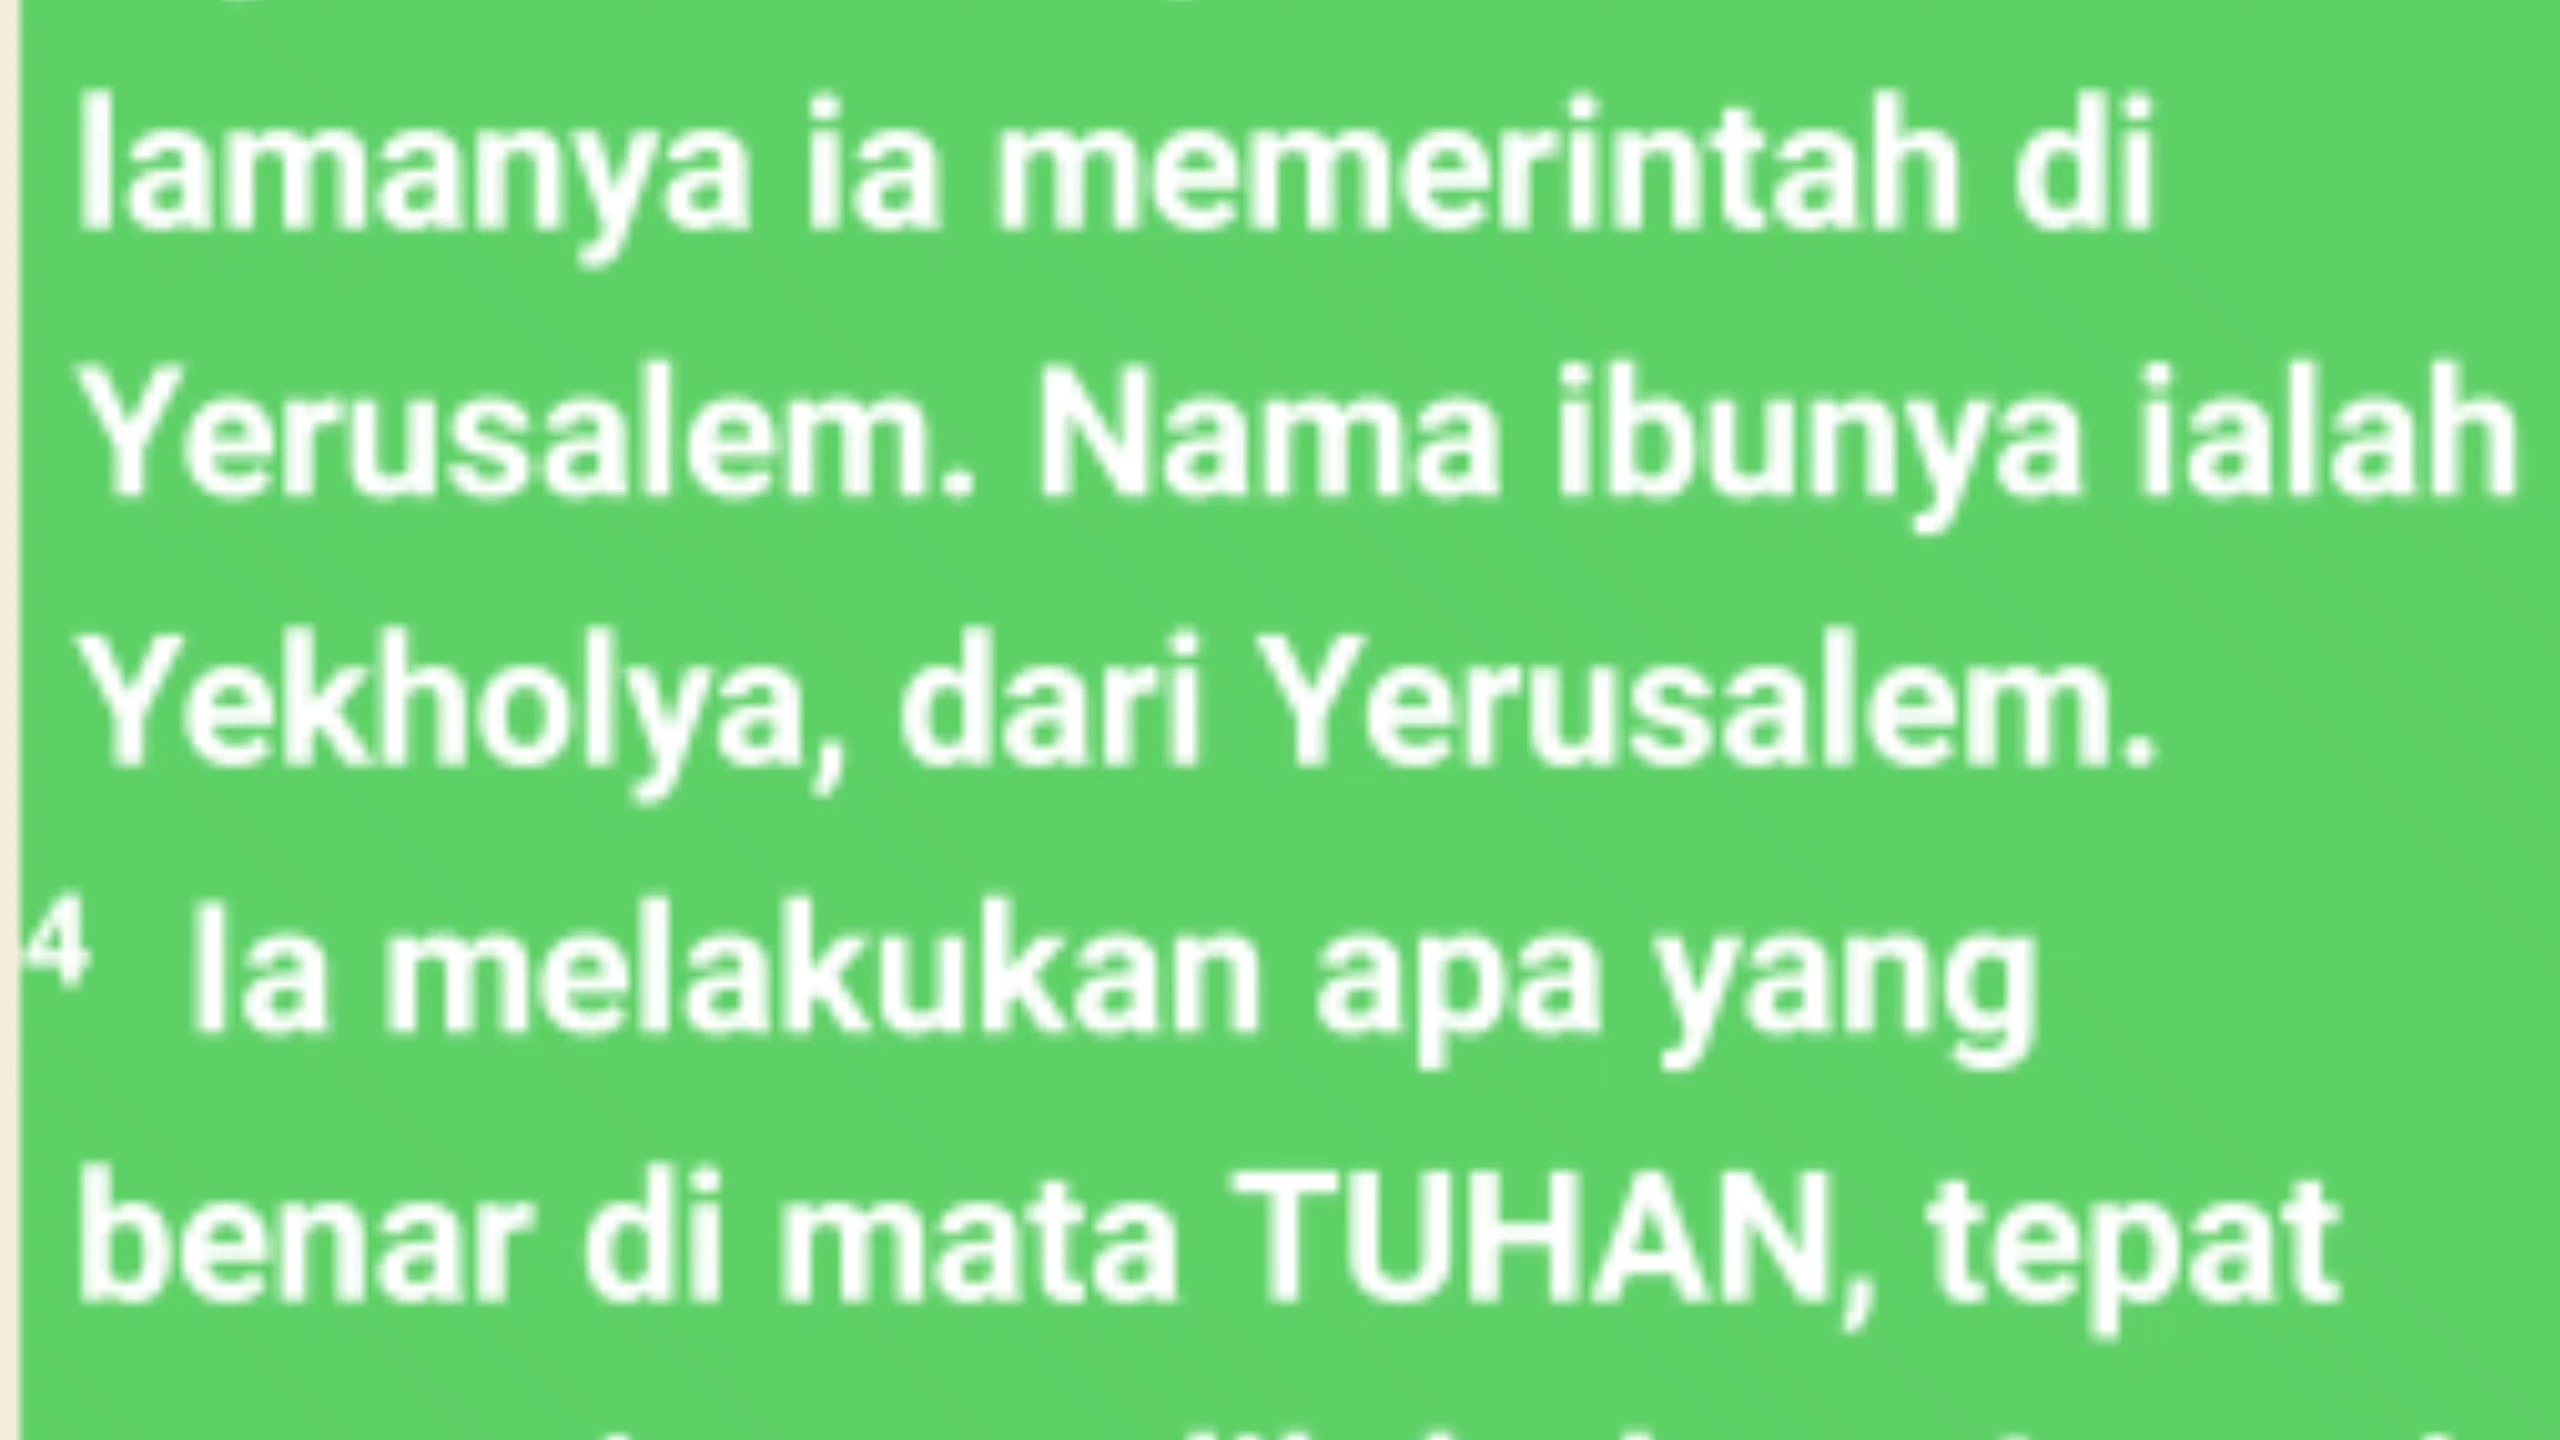 lamanya ia memerintah di
Yerusalem. Nama ibunya ialah
Yekholya, dari Yerusalem.
4 Ia melakukan apa yang
benar di mata TUHAN, tepat